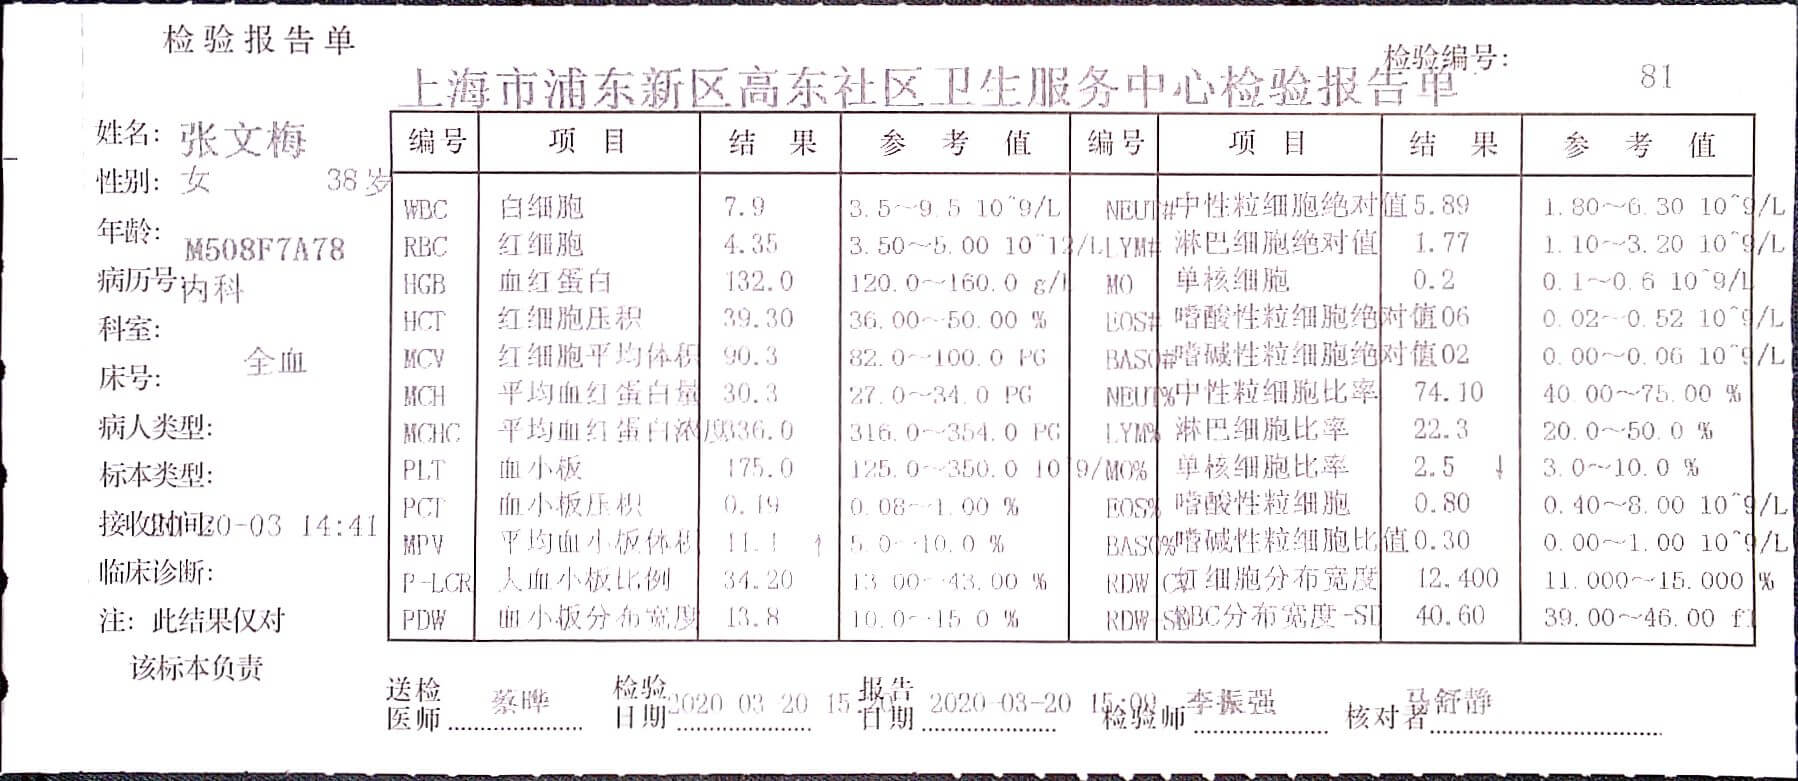 检验报告单
检验编号: 81
上海市浦东新区高东社区卫生服务中心检验报告单
姓名: 张文梅
性别: 女 38岁
年龄:
M508F7A78
病历号:
内科
科室:
全血
床号:
病人类型:
标本类型:
接收时间: 20-03 14:41
临床诊断:
注: 此结果仅对
该标本负责
编号 项目 结果 参考值 编号 项目 结果 参考值
WBC 白细胞 7.9 3.5~9.5 10^9/L NEUT# 中性粒细胞绝对值 5.89 1.80~6.30 10^9/L
RBC 红细胞 4.35 3.50~5.00 10^12/L LYM# 淋巴细胞绝对值 1.77 1.10~3.20 10^9/L
HGB 血红蛋白 132.0 120.0~160.0 g/L MO 单核细胞 0.2 0.1~0.6 10^9/L
HCT 红细胞压积 39.30 36.00~50.00 % EOS# 嗜酸性粒细胞绝对值 06 0.02~0.52 10^9/L
MCV 红细胞平均体积 90.3 82.0~100.0 PG BASO# 嗜碱性粒细胞绝对值 02 0.00~0.06 10^9/L
MCH 平均血红蛋白量 30.3 27.0~34.0 PG NEUT% 中性粒细胞比率 74.10 40.00~75.00 %
MCHC 平均血红蛋白浓度 336.0 316.0~354.0 PG LYM% 淋巴细胞比率 22.3 20.0~50.0 %
PLT 血小板 175.0 125.0~350.0 10^9/ MO% 单核细胞比率 2.5 ↓ 3.0~10.0 %
PCT 血小板压积 0.19 0.08~1.00 % EOS% 嗜酸性粒细胞 0.80 0.40~8.00 10^9/L
MPV 平均血小板体积 11.1 ↑ 5.0~10.0 % BASO% 嗜碱性粒细胞比值 0.30 0.00~1.00 10^9/L
P-LCR 大血小板比例 34.20 13.00~43.00 % RDW-CV 红细胞分布宽度 12.400 11.000~15.000 %
PDW 血小板分布宽度 13.8 10.0~15.0 % RDW-SD RBC分布宽度-SD 40.60 39.00~46.00 fl
送检医师 蔡晔 检验日期 2020-03-20 15: 报告日期 2020-03-20 15:00 检验师 李振强 核对者 马舒静